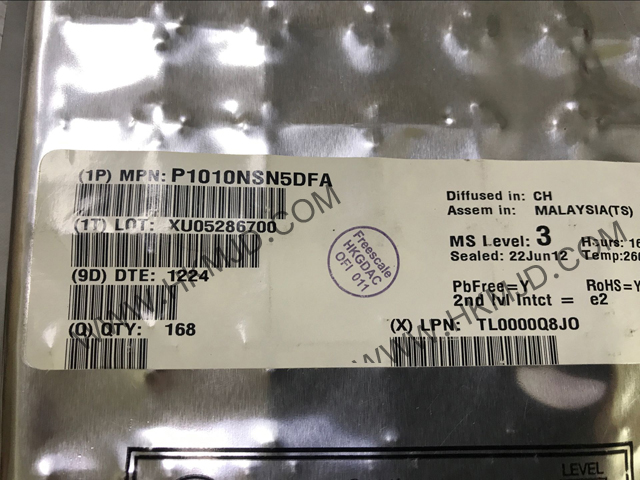 (1P) MPN: P1010NSN5DFA
(1T) LOT: XU05286700
(9D) DTE: 1224
(Q) QTY: 168
Freescale
HKGDAC
OFI 011
Diffused in: CH
Assem in: MALAYSIA(TS)
MS Level: 3 Hours: 16
Sealed: 22Jun12 Temp:260
PbFree=Y RoHS=Y
2nd lvl Intct = e2
(X) LPN: TL0000Q8JO
WWW.HKMJD.COM
WWW.HKMJD.COM
LEVEL